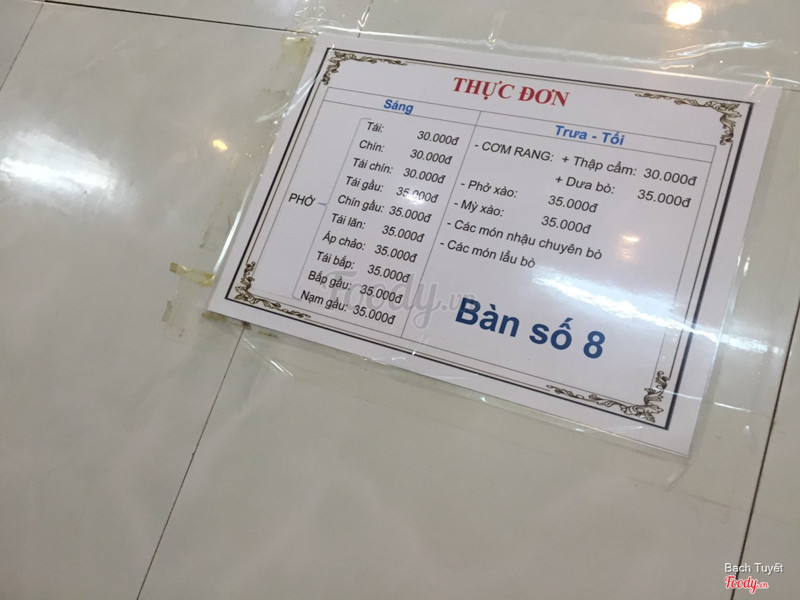 THỰC ĐƠN
Sáng
PHỞ
Tái: 30.000đ
Chín: 30.000đ
Tái chín: 30.000đ
Tái gầu: 35.000đ
Chín gầu: 35.000đ
Tái lăn: 35.000đ
Áp chảo: 35.000đ
Tái bắp: 35.000đ
Bắp gầu: 35.000đ
Nạm gầu: 35.000đ
Trưa - Tối
- CƠM RANG: + Thập cẩm: 30.000đ
+ Dưa bò: 35.000đ
- Phở xào: 35.000đ
- Mỳ xào: 35.000đ
- Các món nhậu chuyên bò
- Các món lẩu bò
Bàn số 8
Foody.vn
Bạch Tuyết
Foody.vn